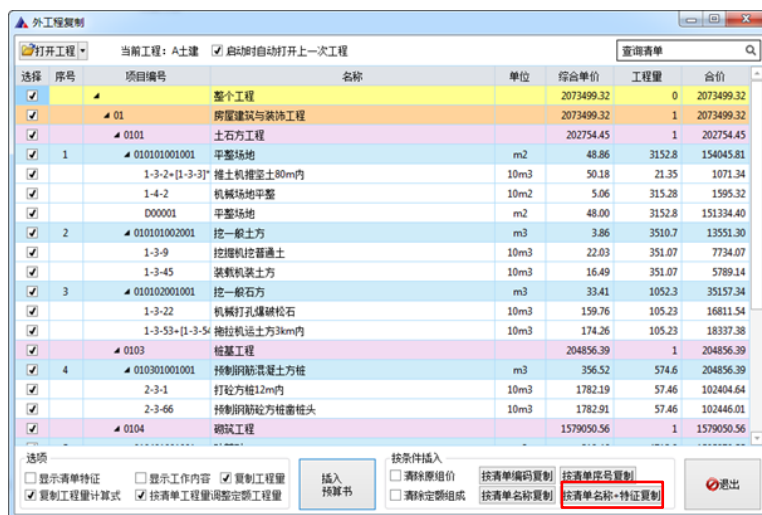 外工程复制
打开工程 当前工程：A土建 启动时自动打开上一次工程 查询清单
选择 序号 项目编号 名称 单位 综合单价 工程量 合价
整个工程 2073499.32 0 2073499.32
01 房屋建筑与装饰工程 2073499.32 1 2073499.32
0101 土石方工程 202754.45 1 202754.45
1 010101001001 平整场地 m2 48.86 3152.8 154045.81
1-3-2+[1-3-3]* 推土机推坚土80m内 10m3 50.18 21.35 1071.34
1-4-2 机械场地平整 10m2 5.06 315.28 1595.32
D00001 平整场地 m2 48.00 3152.8 151334.40
2 010101002001 挖一般土方 m3 3.86 3510.7 13551.30
1-3-9 挖掘机挖普通土 10m3 22.03 351.07 7734.07
1-3-45 装载机装土方 10m3 16.49 351.07 5789.14
3 010102001001 挖一般石方 m3 33.41 1052.3 35157.34
1-3-22 机械打孔爆破松石 10m3 159.76 105.23 16811.54
1-3-53+[1-3-54 拖拉机运土方3km内 10m3 174.26 105.23 18337.38
0103 桩基工程 204856.39 1 204856.39
4 010301001001 预制钢筋混凝土方桩 m3 356.52 574.6 204856.39
2-3-1 打砼方桩12m内 10m3 1782.19 57.46 102404.64
2-3-66 预制钢筋砼方桩凿桩头 10m3 1782.91 57.46 102446.01
0104 砌筑工程 1579050.56 1 1579050.56
选项 按条件插入
显示清单特征 显示工作内容 复制工程量 插入预算书 清除原组价 按清单编码复制 按清单序号复制 退出
复制工程量计算式 按清单工程量调整定额工程量 清除定额组成 按清单名称复制 按清单名称+特征复制